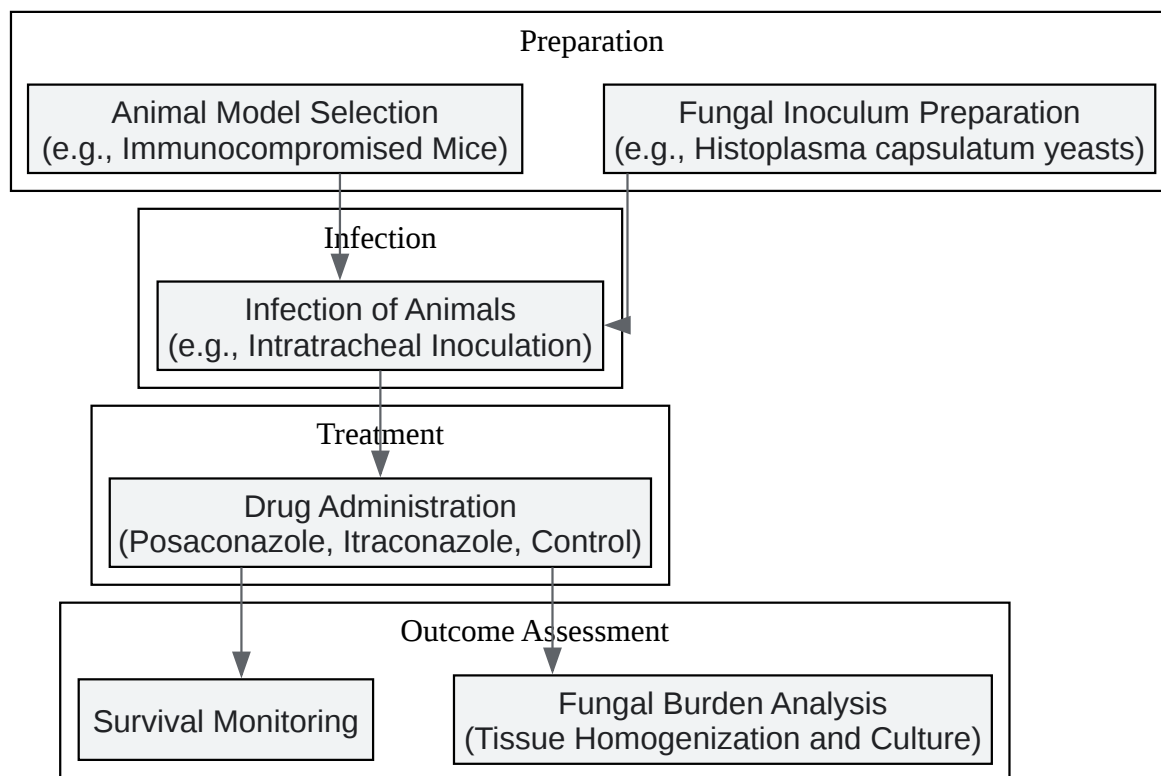 Preparation
Animal Model Selection
(e.g., Immunocompromised Mice)
Fungal Inoculum Preparation
(e.g., Histoplasma capsulatum yeasts)
Infection
Infection of Animals
(e.g., Intratracheal Inoculation)
Treatment
Drug Administration
(Posaconazole, Itraconazole, Control)
Outcome Assessment
Survival Monitoring
Fungal Burden Analysis
(Tissue Homogenization and Culture)